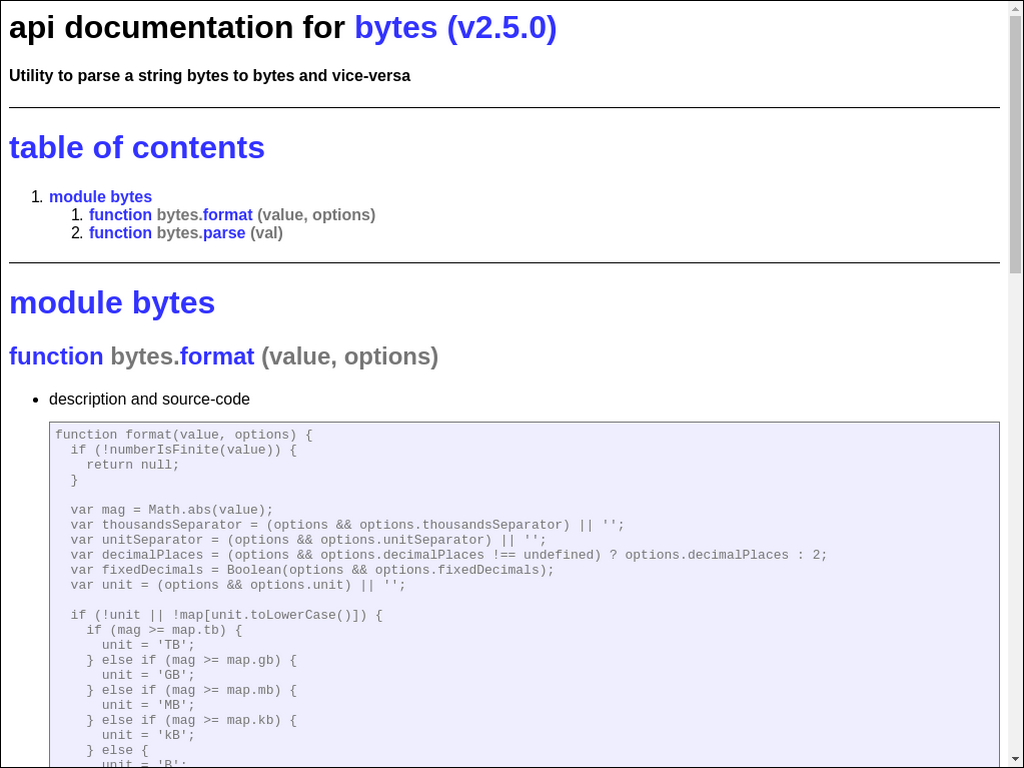 api documentation for bytes (v2.5.0)
Utility to parse a string bytes to bytes and vice-versa
table of contents
1. module bytes
1. function bytes.format (value, options)
2. function bytes.parse (val)
module bytes
function bytes.format (value, options)
• description and source-code
function format(value, options) {
  if (!numberIsFinite(value)) {
    return null;
  }
  var mag = Math.abs(value);
  var thousandsSeparator = (options && options.thousandsSeparator) || '';
  var unitSeparator = (options && options.unitSeparator) || '';
  var decimalPlaces = (options && options.decimalPlaces !== undefined) ? options.decimalPlaces : 2;
  var fixedDecimals = Boolean(options && options.fixedDecimals);
  var unit = (options && options.unit) || '';
  if (!unit || !map[unit.toLowerCase()]) {
    if (mag >= map.tb) {
      unit = 'TB';
    } else if (mag >= map.gb) {
      unit = 'GB';
    } else if (mag >= map.mb) {
      unit = 'MB';
    } else if (mag >= map.kb) {
      unit = 'kB';
    } else {
      unit = 'B';